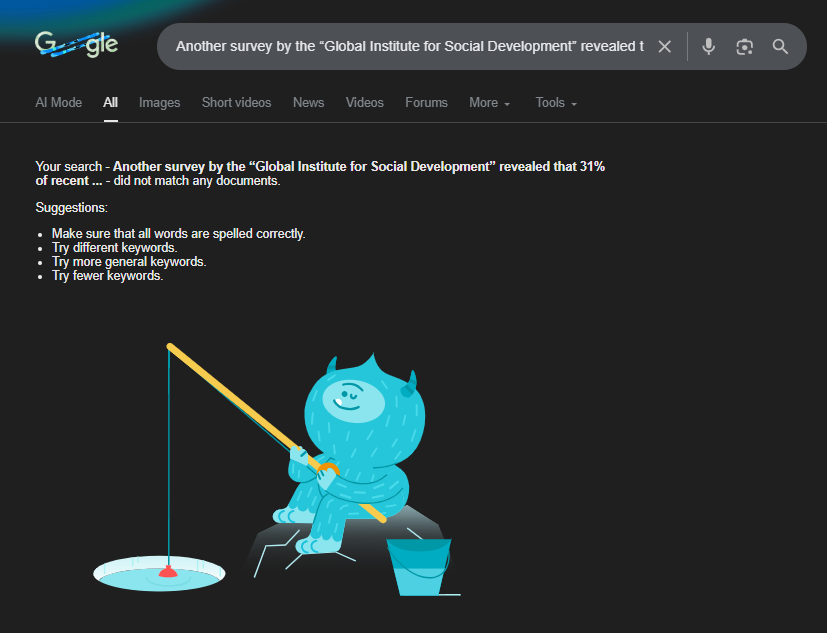 Google
Another survey by the “Global Institute for Social Development” revealed t
AI Mode All Images Short videos News Videos Forums More Tools
Your search - Another survey by the “Global Institute for Social Development” revealed that 31%
of recent ... - did not match any documents.
Suggestions:
Make sure that all words are spelled correctly.
Try different keywords.
Try more general keywords.
Try fewer keywords.